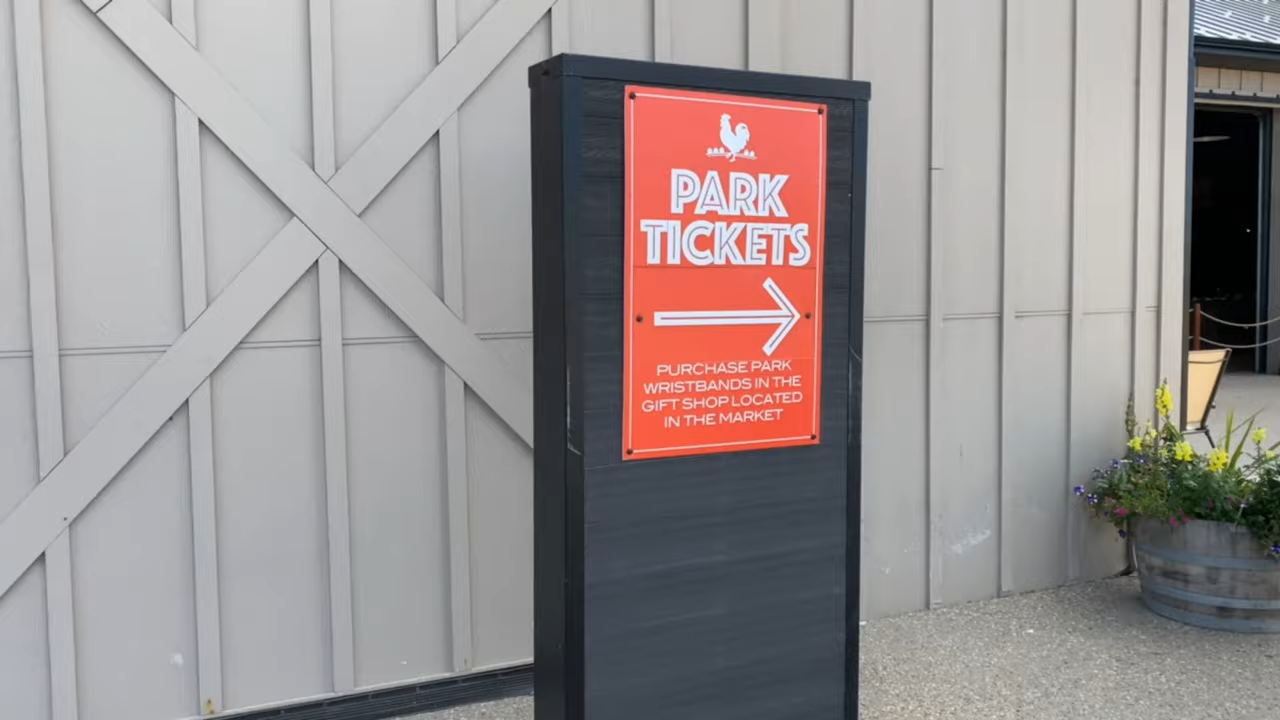 PARK
TICKETS
PURCHASE PARK
WRISTBANDS IN THE
GIFT SHOP LOCATED
IN THE MARKET